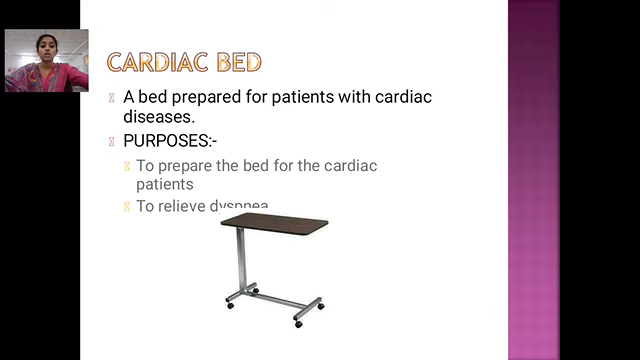 CARDIAC BED
A bed prepared for patients with cardiac
diseases.
PURPOSES:-
To prepare the bed for the cardiac
patients
To relieve dyspnea